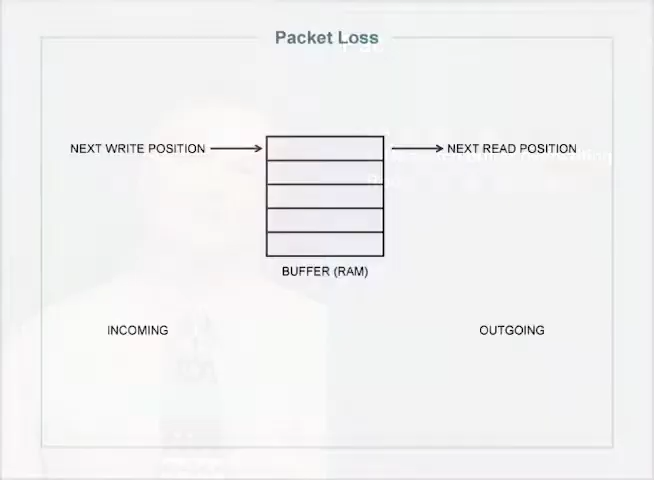 Packet Loss
NEXT WRITE POSITION
NEXT READ POSITION
BUFFER (RAM)
INCOMING
OUTGOING